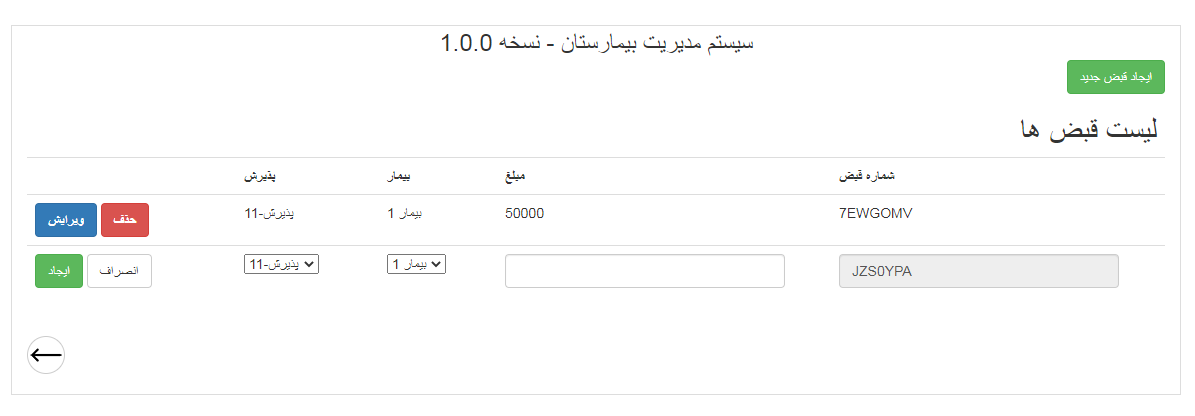 سیستم مدیریت بیمارستان - نسخه 1.0.0
ایجاد قبض جدید
لیست قبض ها
شماره قبض مبلغ بیمار پذیرش
7EWGOMV 50000 بیمار 1 پذیرش-11 حذف ویرایش
JZS0YPA بیمار 1 پذیرش-11 انصراف ایجاد